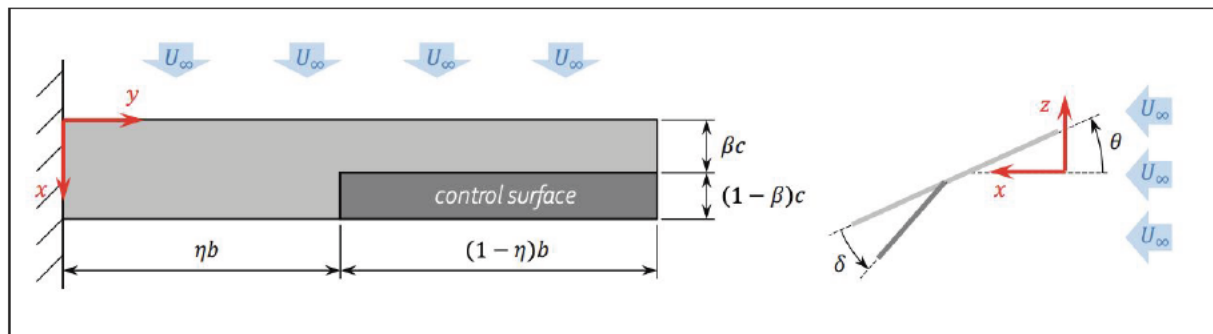 U∞ U∞ U∞ U∞
y
x
βc
control surface
(1 − β)c
ηb
(1 − η)b
z
x
θ
δ
U∞
U∞
U∞